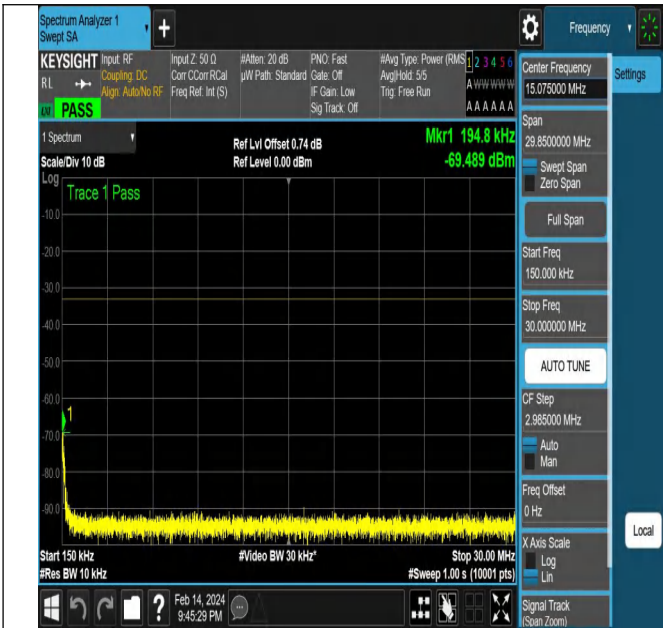 Spectrum Analyzer 1
Swept SA
+
Frequency
KEYSIGHT
RL
PASS
Input: RF
Coupling: DC
Align: Auto/No RF
Input Z: 50 Ω
Corr CCorr RCal
Freq Ref: Int (S)
#Atten: 20 dB
µW Path: Standard
PNO: Fast
Gate: Off
IF Gain: Low
Sig Track: Off
#Avg Type: Power (RMS
Avg|Hold: 5/5
Trig: Free Run
1 2 3 4 5 6
A W W W W W
A A A A A A
1 Spectrum
Scale/Div 10 dB
Log
Ref Lvl Offset 0.74 dB
Ref Level 0.00 dBm
Mkr1 194.8 kHz
-69.489 dBm
Trace 1 Pass
-10.0
-20.0
-30.0
-40.0
-50.0
-60.0
1
-70.0
-80.0
-90.0
Start 150 kHz
#Res BW 10 kHz
#Video BW 30 kHz*
Stop 30.00 MHz
#Sweep 1.00 s (10001 pts)
Feb 14, 2024
9:45:29 PM
Center Frequency
15.075000 MHz
Settings
Span
29.8500000 MHz
Swept Span
Zero Span
Full Span
Start Freq
150.000 kHz
Stop Freq
30.000000 MHz
AUTO TUNE
CF Step
2.985000 MHz
Auto
Man
Freq Offset
0 Hz
X Axis Scale
Log
Lin
Local
Signal Track
(Span Zoom)